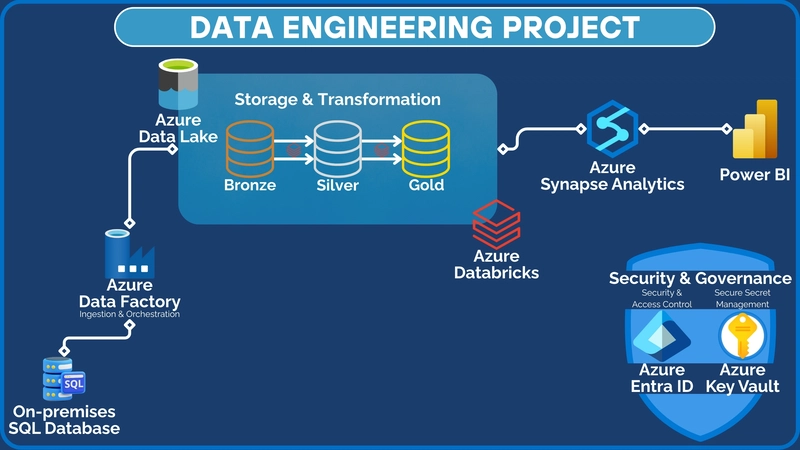 DATA ENGINEERING PROJECT
Azure
Data Lake
Storage & Transformation
Bronze
Silver
Gold
Azure
Databricks
Azure
Synapse Analytics
Power BI
Azure
Data Factory
Ingestion & Orchestration
SQL
On-premises
SQL Database
Security & Governance
Security &
Access Control
Secure Secret
Management
Azure
Entra ID
Azure
Key Vault